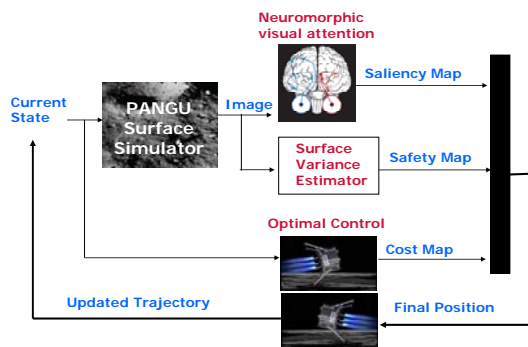 Neuromorphic
visual attention
Saliency Map
Current
State
PANGU
Surface
Simulator
Image
Surface
Variance
Estimator
Safety Map
Optimal Control
Cost Map
Updated Trajectory
Final Position